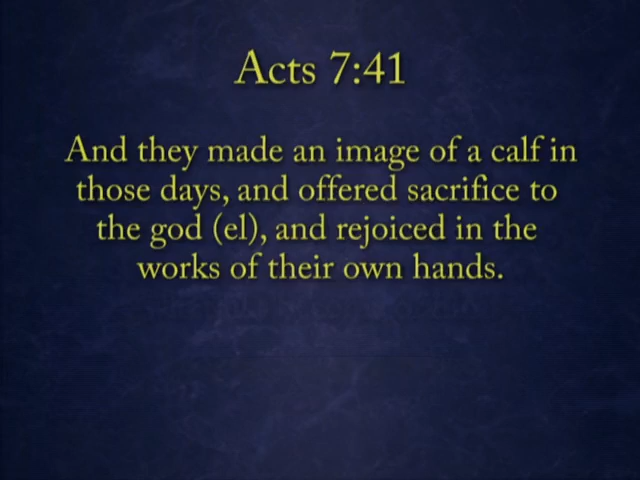 Acts 7:41
And they made an image of a calf in
those days, and offered sacrifice to
the god (el), and rejoiced in the
works of their own hands.